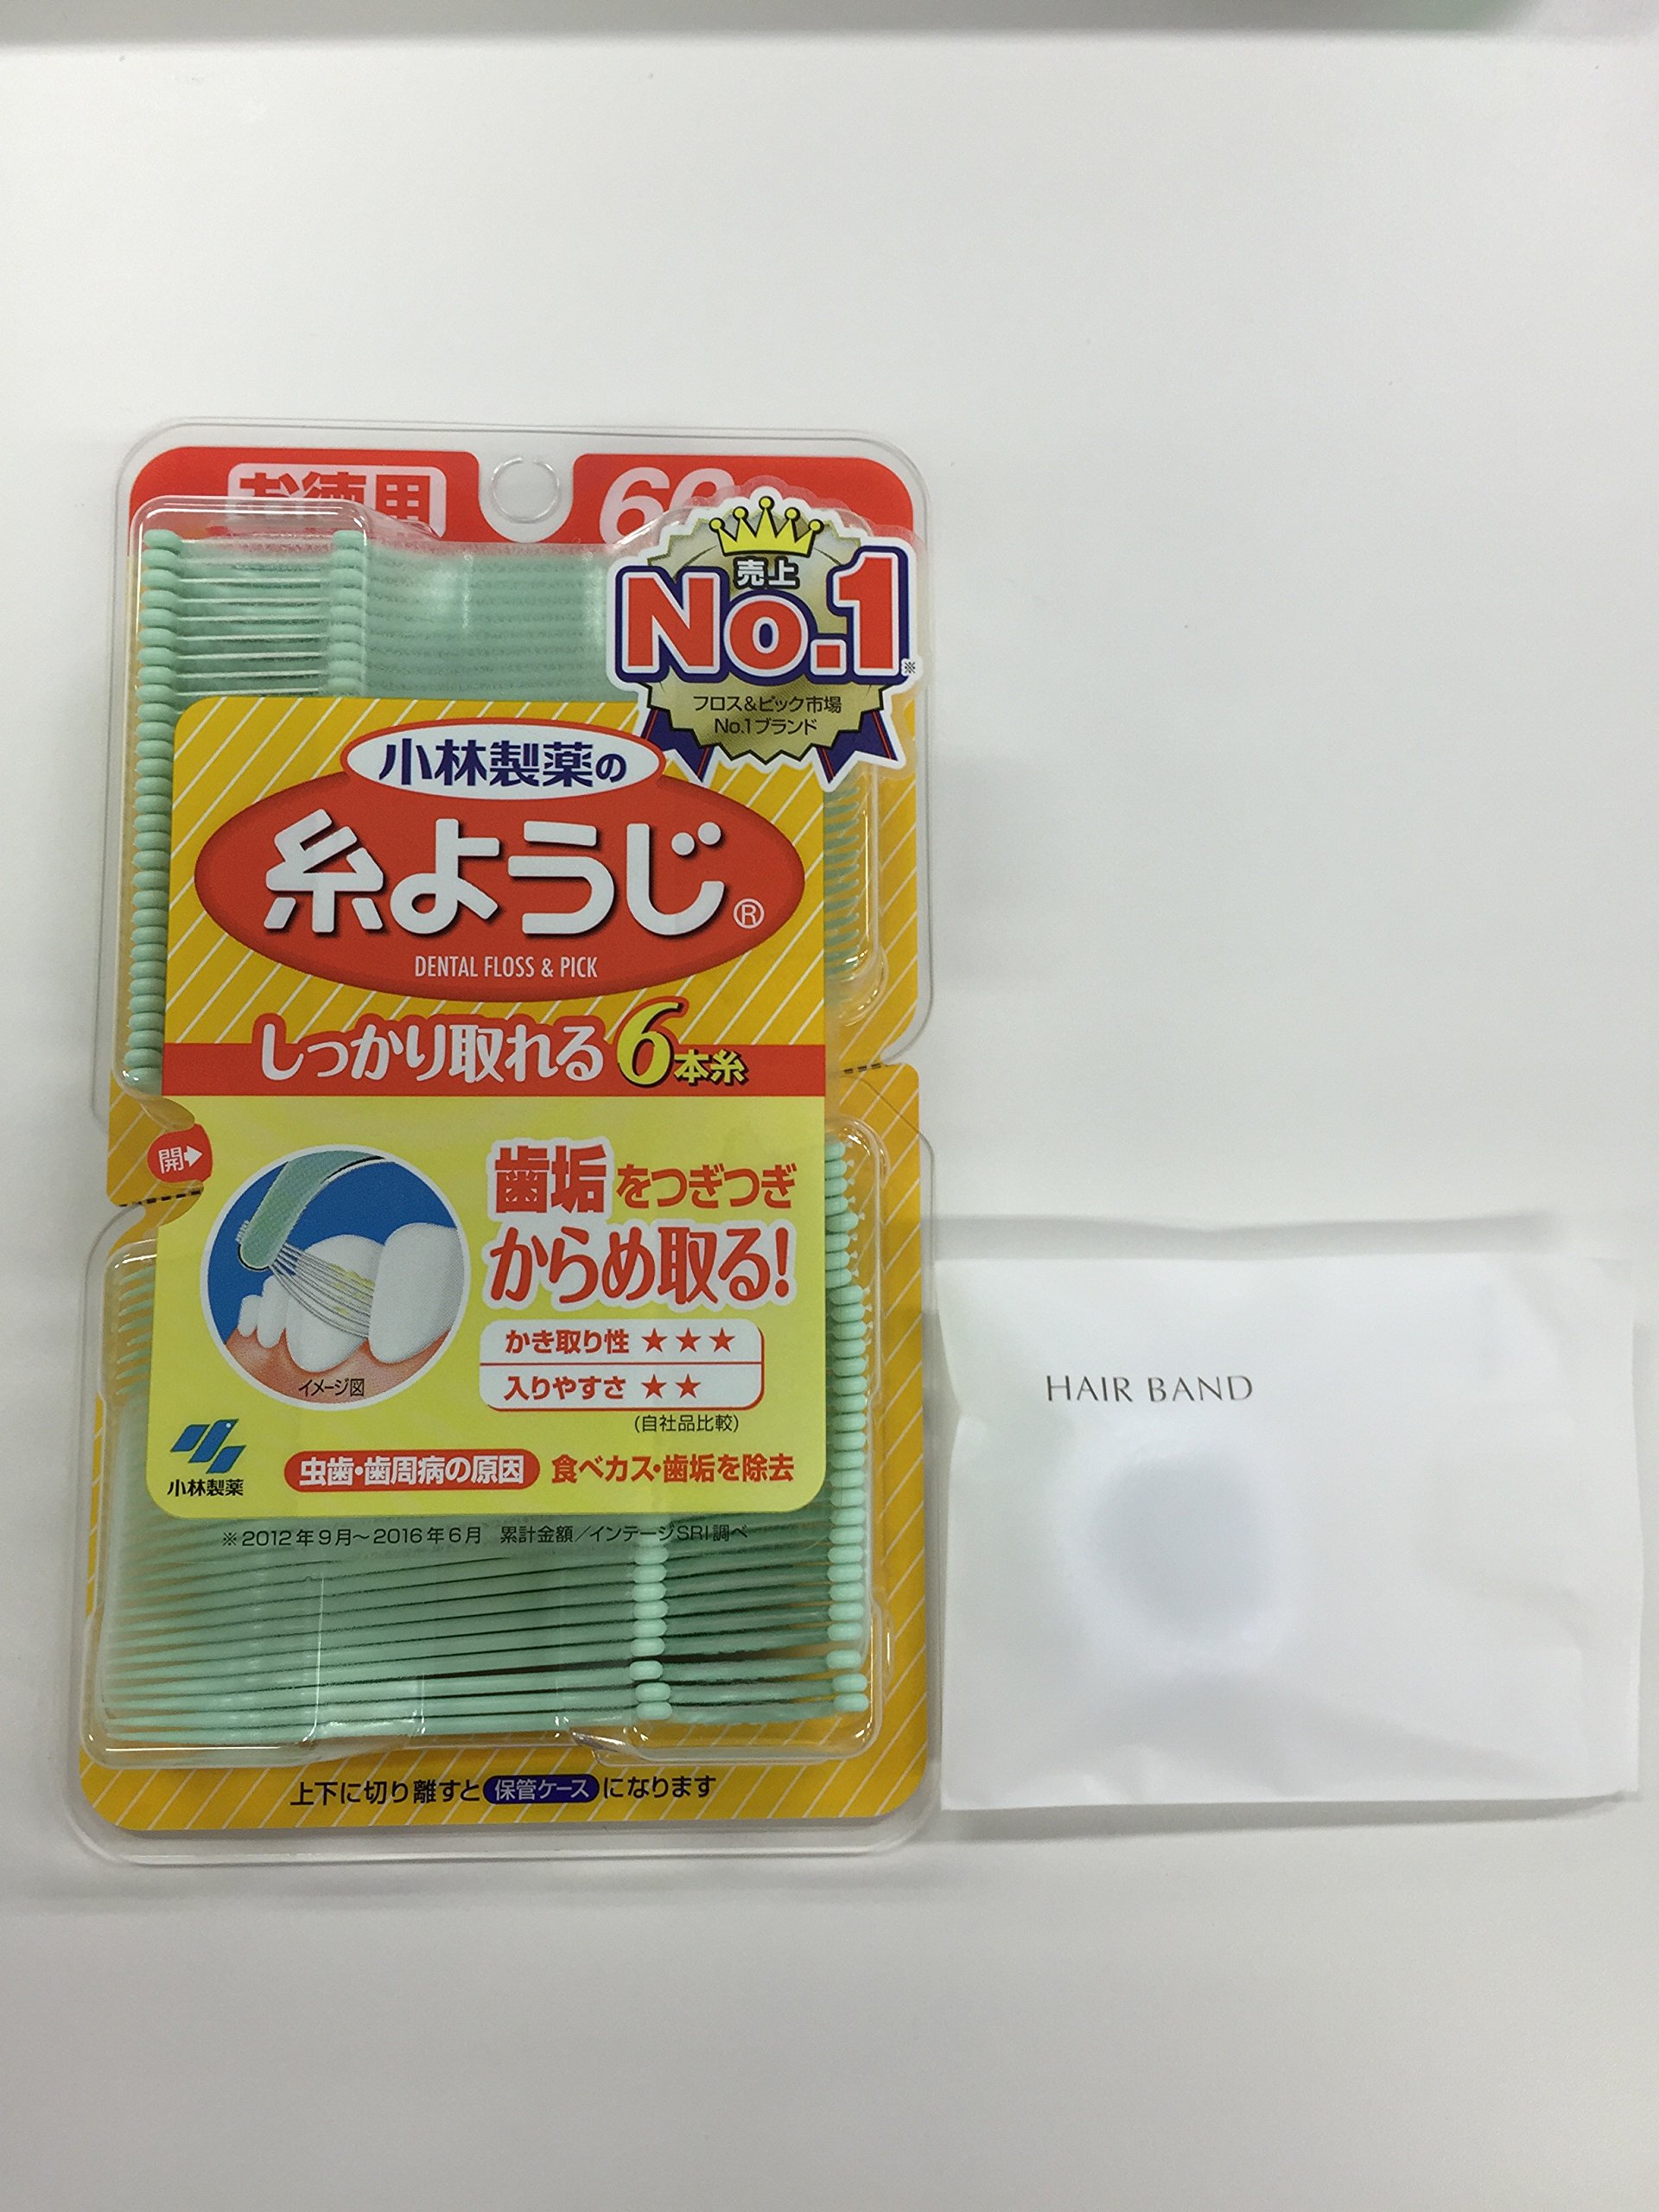 お徳用
売上
No.1※
フロス&ピック市場
No.1ブランド
小林製薬の
糸ようじ®
DENTAL FLOSS & PICK
しっかり取れる6本糸
開
歯垢をつぎつぎ
からめ取る!
かき取り性 ★★★
入りやすさ ★★
(自社品比較)
イメージ図
小林製薬
虫歯・歯周病の原因 食べカス・歯垢を除去
※2012年9月~2016年6月 累計金額/インテージSRI調べ
上下に切り離すと保管ケースになります
HAIR BAND